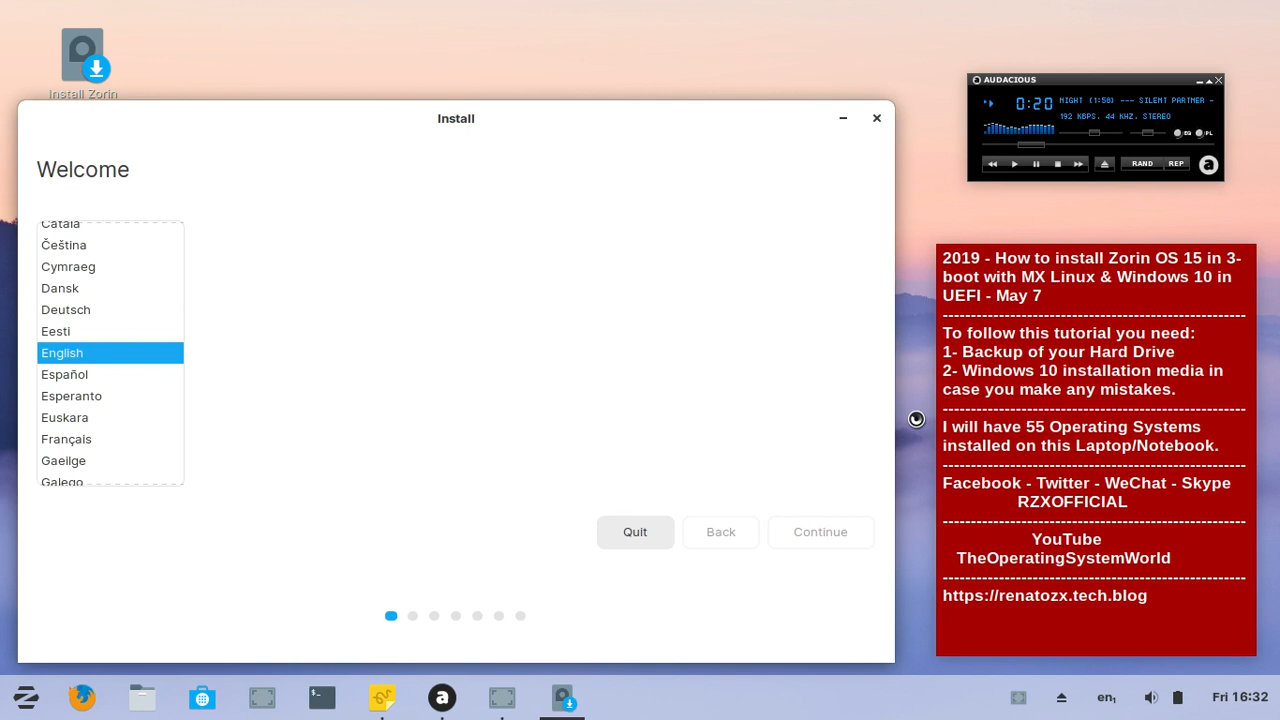 Install Zorin
Install
Welcome
Català
Čeština
Cymraeg
Dansk
Deutsch
Eesti
English
Español
Esperanto
Euskara
Français
Gaeilge
Galego
Quit
Back
Continue
AUDACIOUS
0:20
NIGHT (1:50) --- SILENT PARTNER -
192 KBPS, 44 KHZ, STEREO
EQ
PL
RAND
REP
a
2019 - How to install Zorin OS 15 in 3-
boot with MX Linux & Windows 10 in
UEFI - May 7
------------------------------------------------------
To follow this tutorial you need:
1- Backup of your Hard Drive
2- Windows 10 installation media in
case you make any mistakes.
------------------------------------------------------
I will have 55 Operating Systems
installed on this Laptop/Notebook.
------------------------------------------------------
Facebook - Twitter - WeChat - Skype
RZXOFFICIAL
------------------------------------------------------
YouTube
TheOperatingSystemWorld
------------------------------------------------------
https://renatozx.tech.blog
$_
a
en₁
Fri 16:32